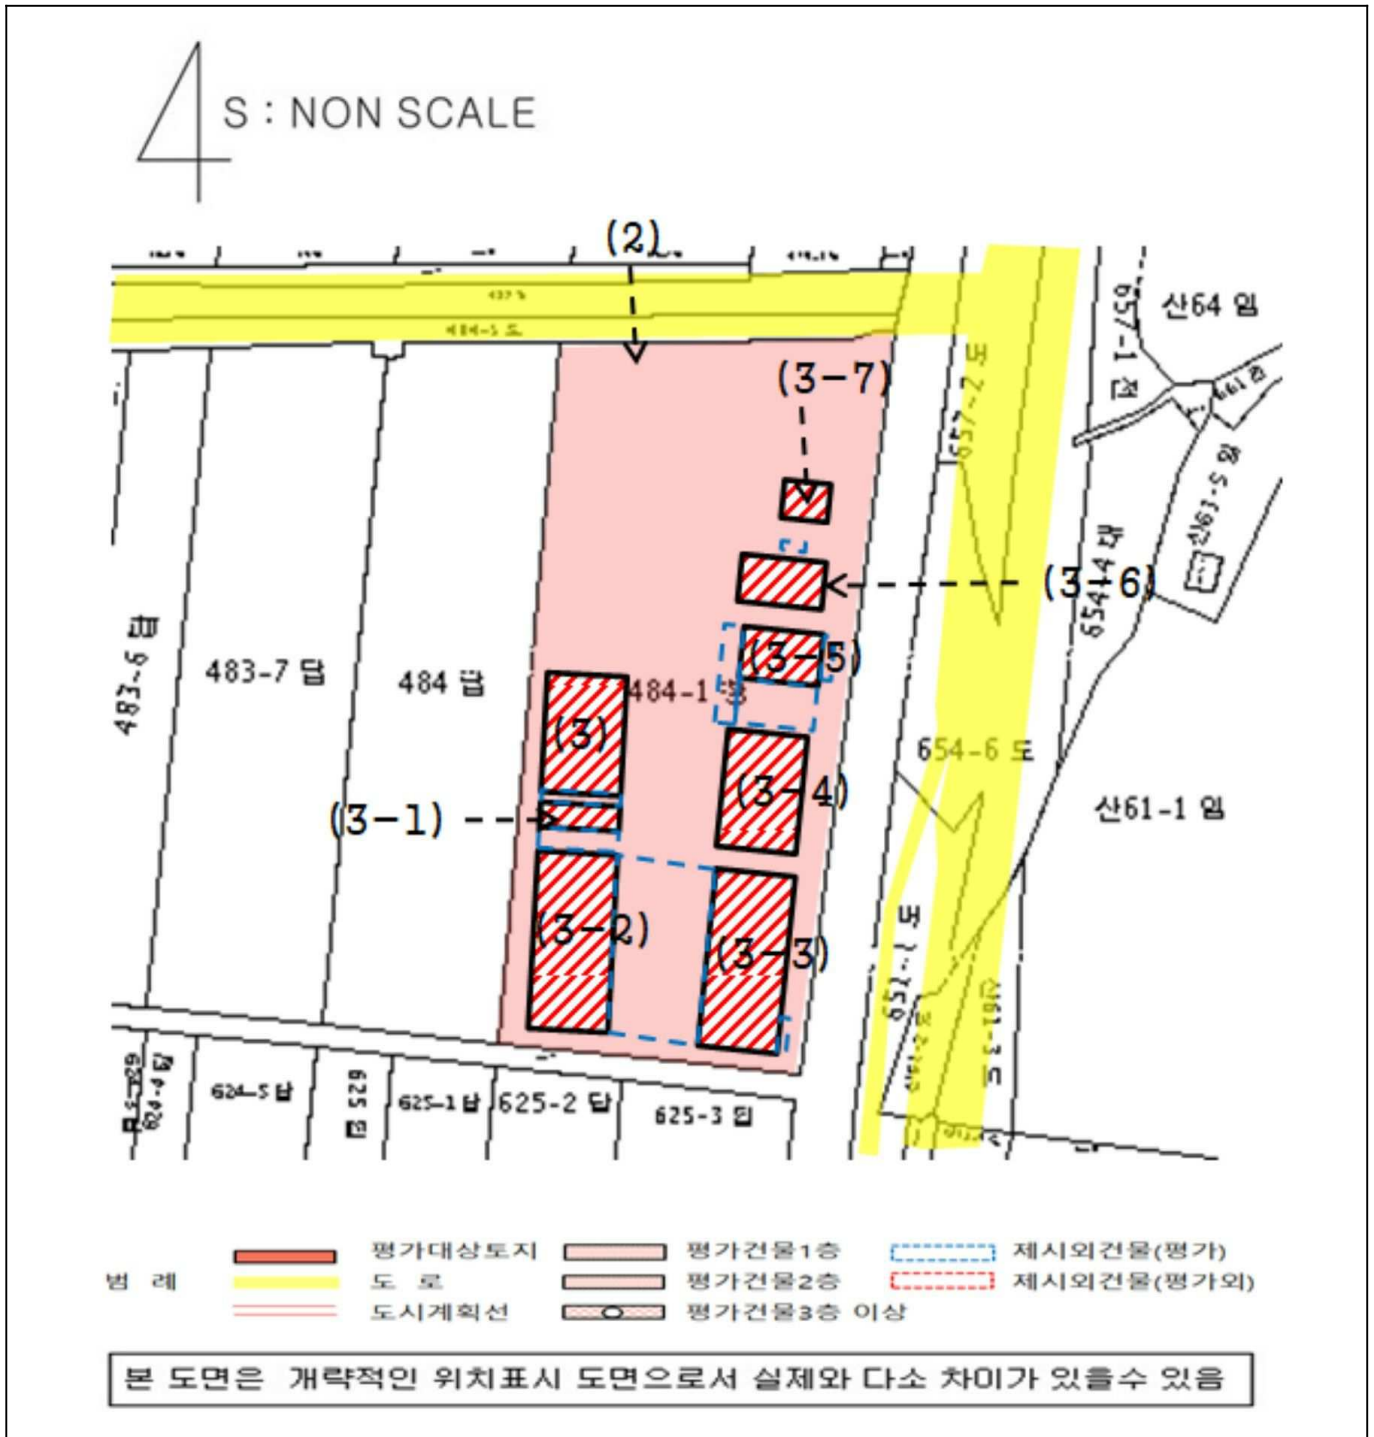 S : NON SCALE
(2)
484-5 도
(3-7)
산64 임
657-1 전
657-2 도
(3-6)
654-4 대
483-6 답
483-7 답
484 답
484-1
(3-5)
(3)
654-6 도
(3-4)
(3-1)
산61-1 임
(3-2)
(3-3)
624-5 답
625-1 답
625-2 답
625-3 답
범 례
평가대상토지
평가건물1층
제시외건물(평가)
도 로
평가건물2층
제시외건물(평가외)
도시계획선
평가건물3층 이상
본 도면은 개략적인 위치표시 도면으로서 실제와 다소 차이가 있을수 있음